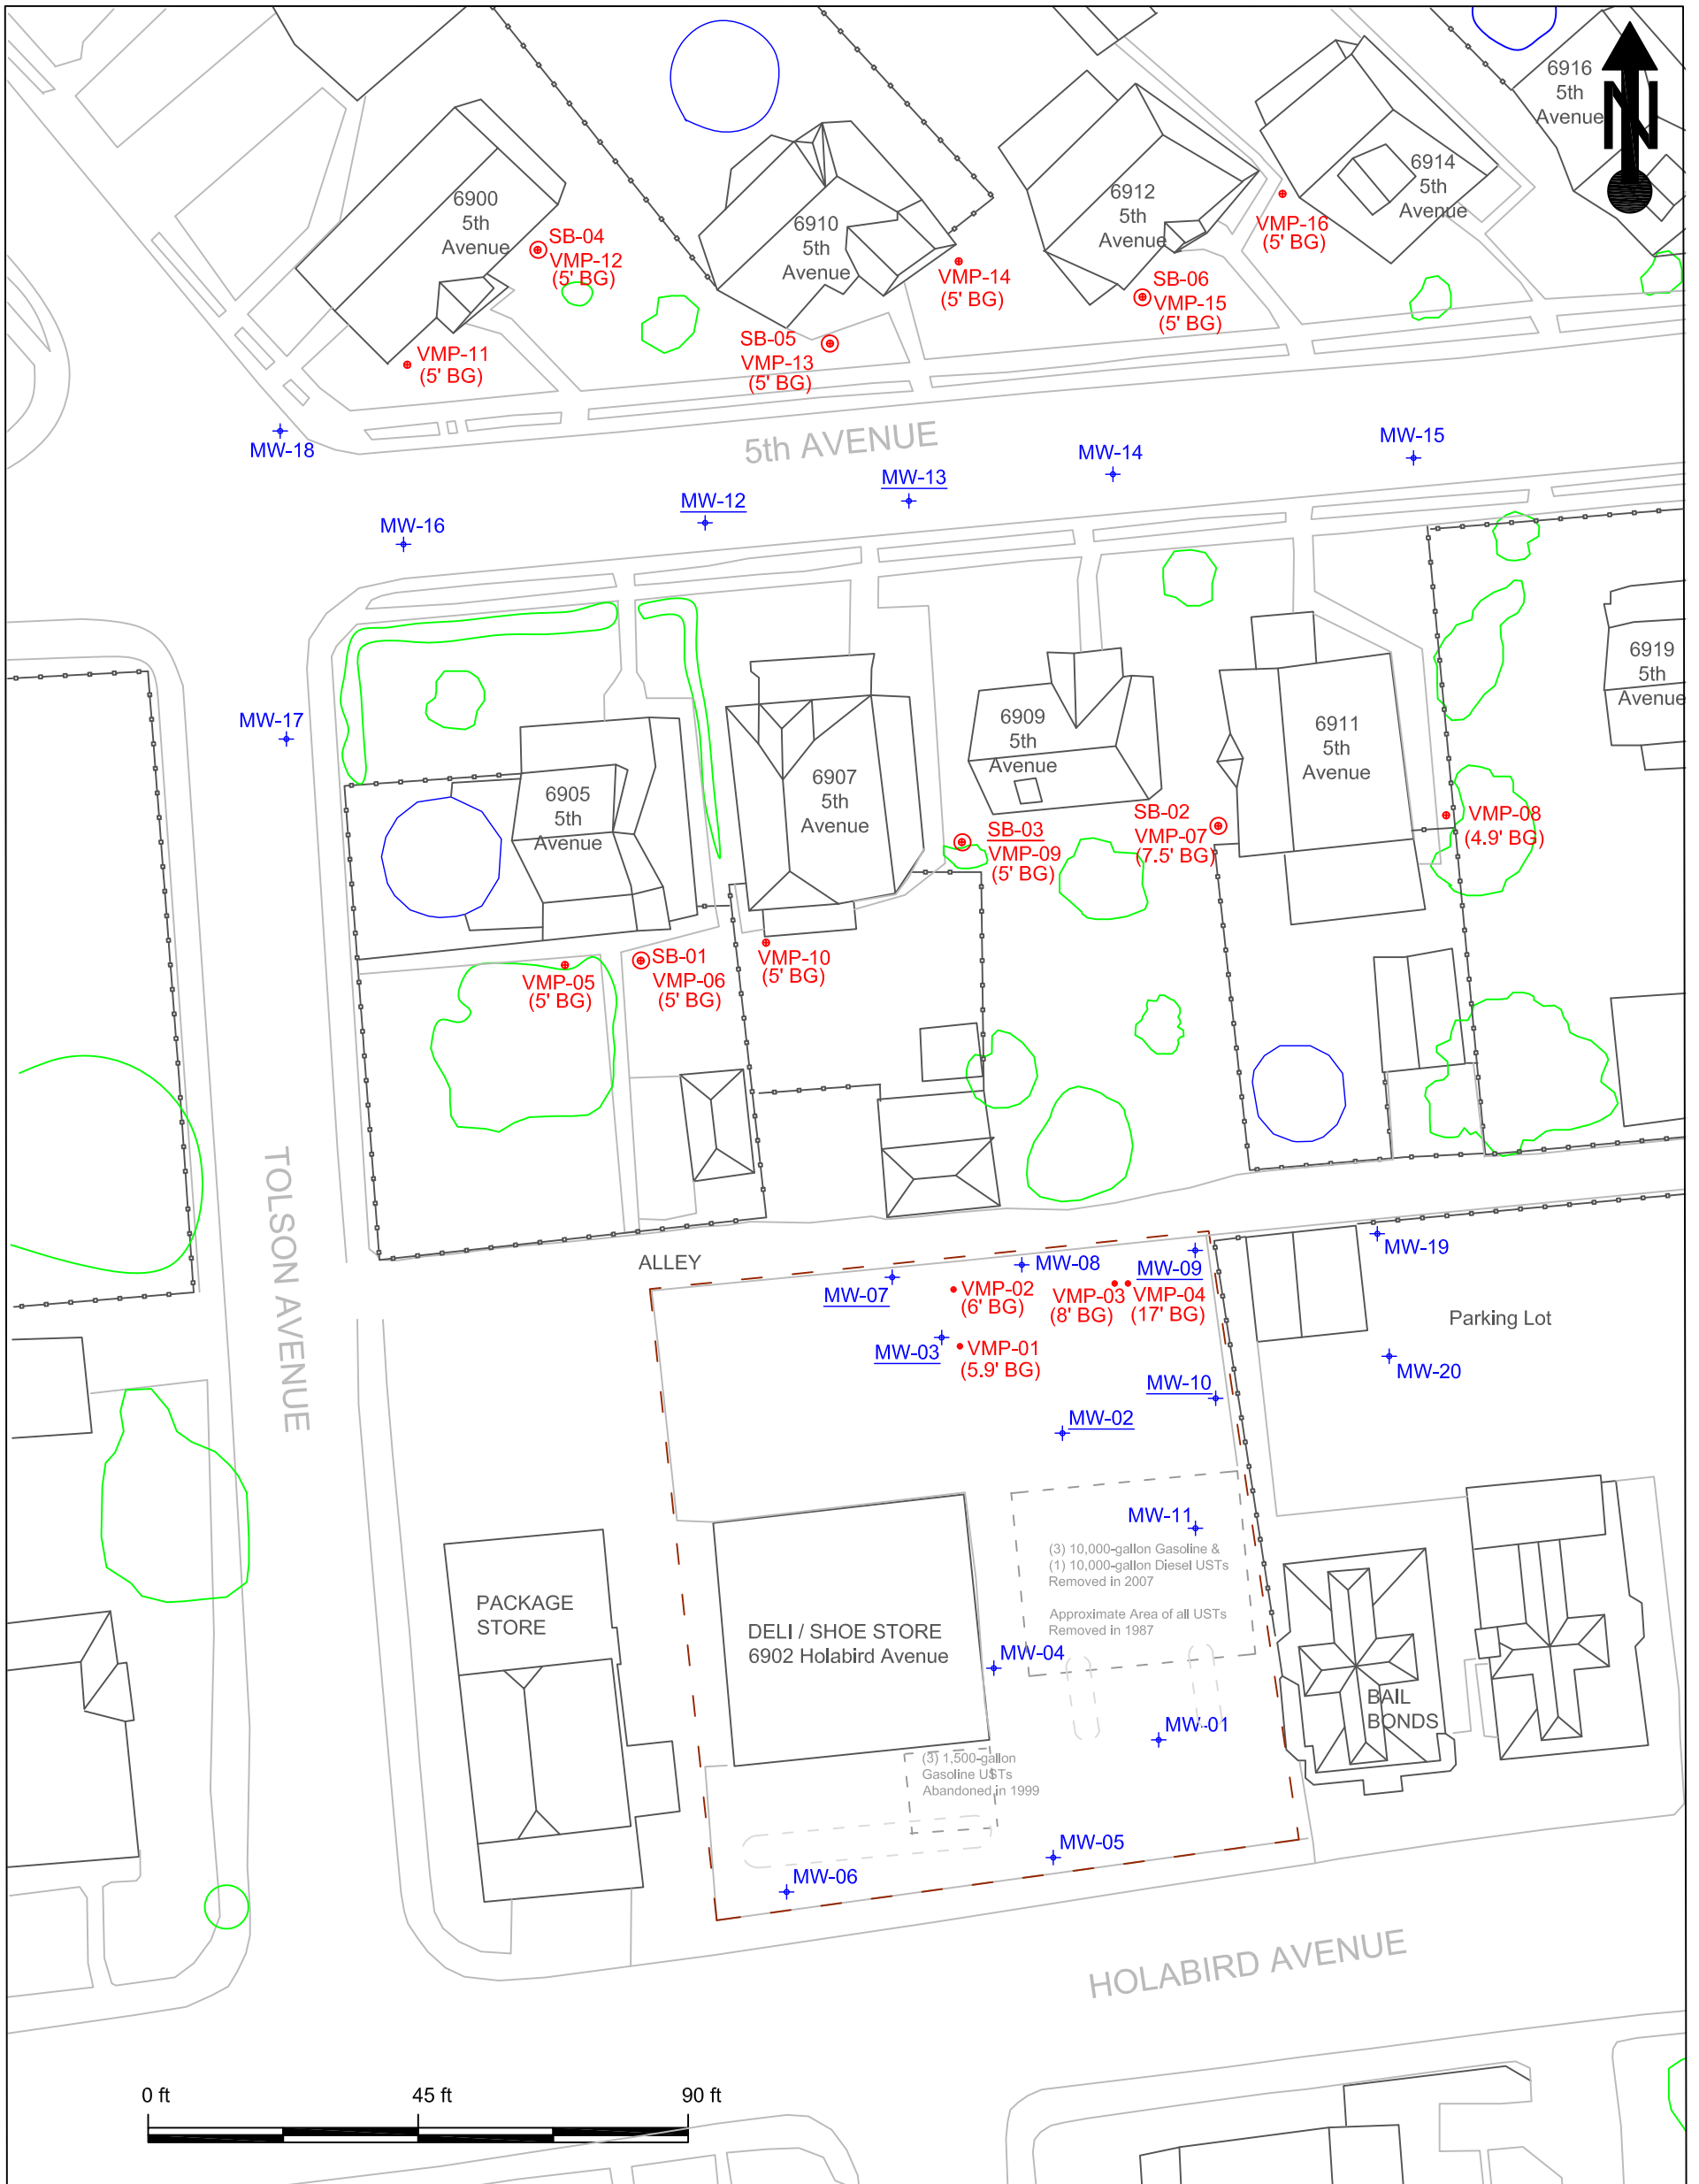 6916
5th
Avenue
N
6914
5th
Avenue
6900
5th
Avenue
6910
5th
Avenue
6912
5th
Avenue
VMP-16
(5' BG)
SB-04
VMP-12
(5' BG)
VMP-14
(5' BG)
SB-06
VMP-15
(5' BG)
SB-05
VMP-13
(5' BG)
VMP-11
(5' BG)
5th AVENUE
MW-18
MW-16
MW-12
MW-13
MW-14
MW-15
MW-17
6905
5th
Avenue
6907
5th
Avenue
6909
5th
Avenue
6911
5th
Avenue
6919
5th
Avenue
SB-03
VMP-09
(5' BG)
SB-02
VMP-07
(7.5' BG)
VMP-08
(4.9' BG)
VMP-05
(5' BG)
SB-01
VMP-06
(5' BG)
VMP-10
(5' BG)
TOLSON AVENUE
ALLEY
MW-07
MW-08
MW-09
MW-19
VMP-02
(6' BG)
VMP-03
(8' BG)
VMP-04
(17' BG)
Parking Lot
MW-03
VMP-01
(5.9' BG)
MW-20
MW-10
MW-02
MW-11
(3) 10,000-gallon Gasoline &
(1) 10,000-gallon Diesel USTs
Removed in 2007
Approximate Area of all USTs
Removed in 1987
PACKAGE
STORE
DELI / SHOE STORE
6902 Holabird Avenue
MW-04
BAIL
BONDS
MW-01
(3) 1,500-gallon
Gasoline USTs
Abandoned in 1999
MW-05
MW-06
HOLABIRD AVENUE
0 ft
45 ft
90 ft